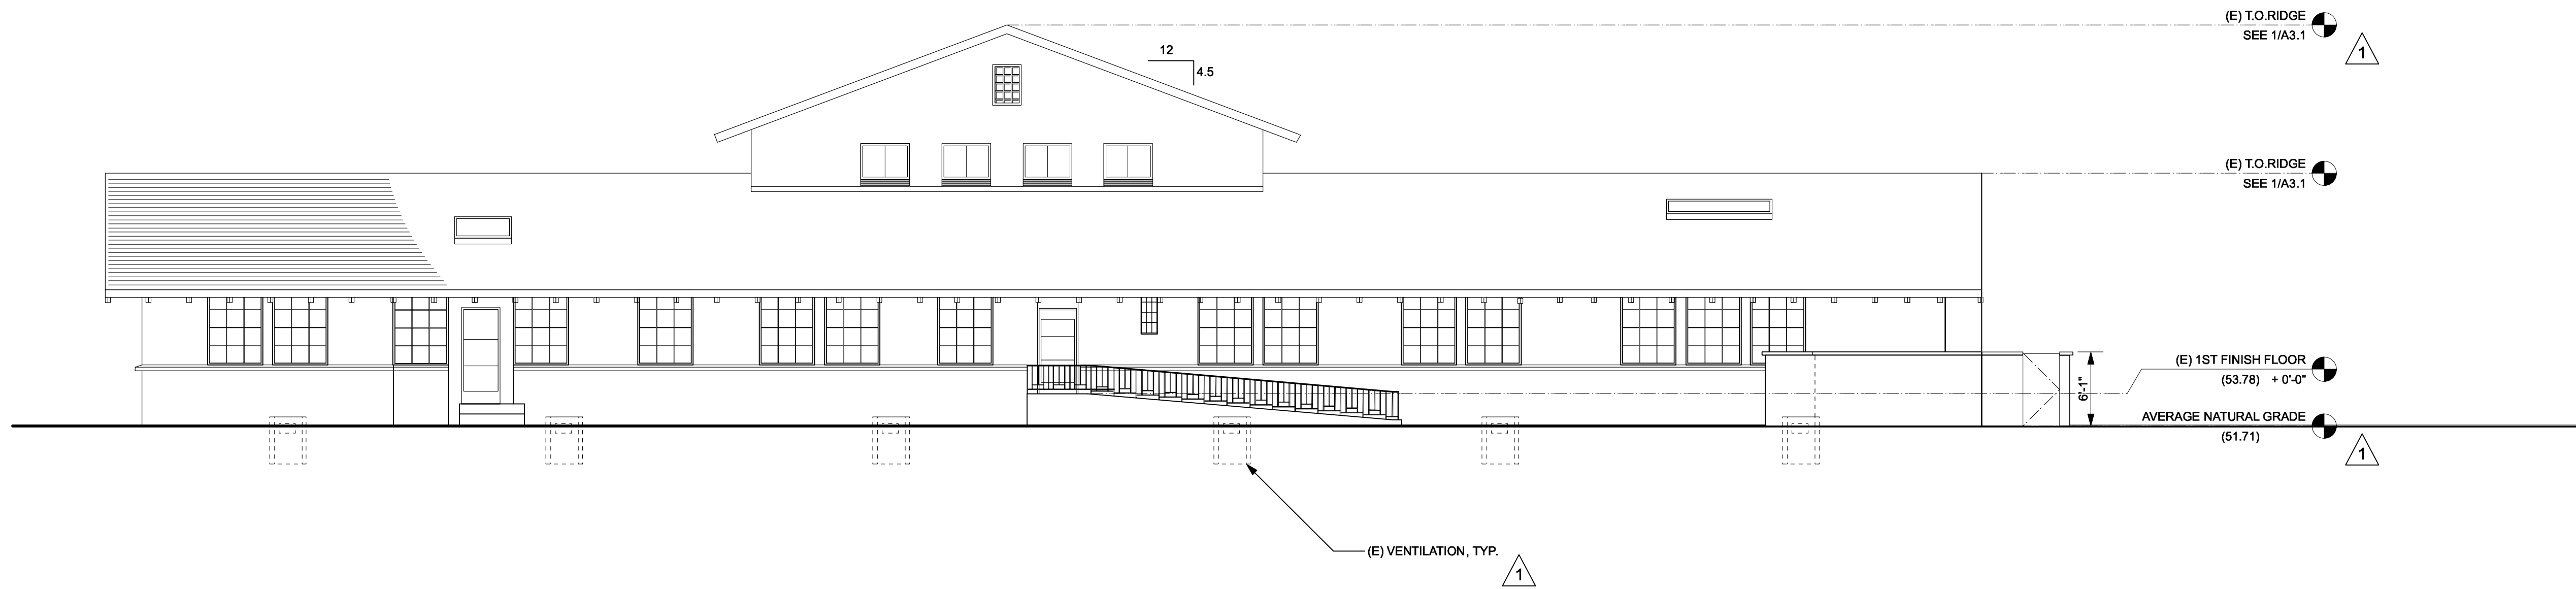 (E) T.O.RIDGE
SEE 1/A3.1
1
12
4.5
(E) T.O.RIDGE
SEE 1/A3.1
(E) 1ST FINISH FLOOR
(53.78) + 0'-0"
6'-1"
AVERAGE NATURAL GRADE
(51.71)
1
(E) VENTILATION, TYP.
1